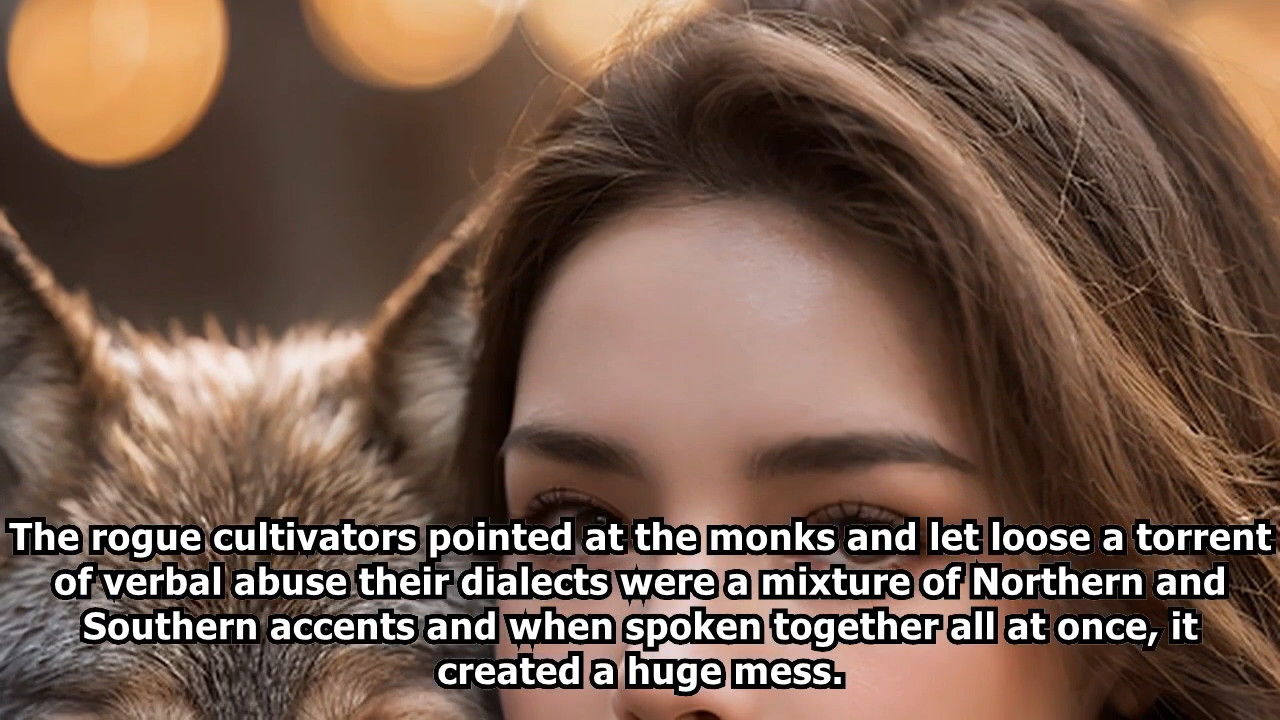 The rogue cultivators pointed at the monks and let loose a torrent
of verbal abuse their dialects were a mixture of Northern and
Southern accents and when spoken together all at once, it
created a huge mess.